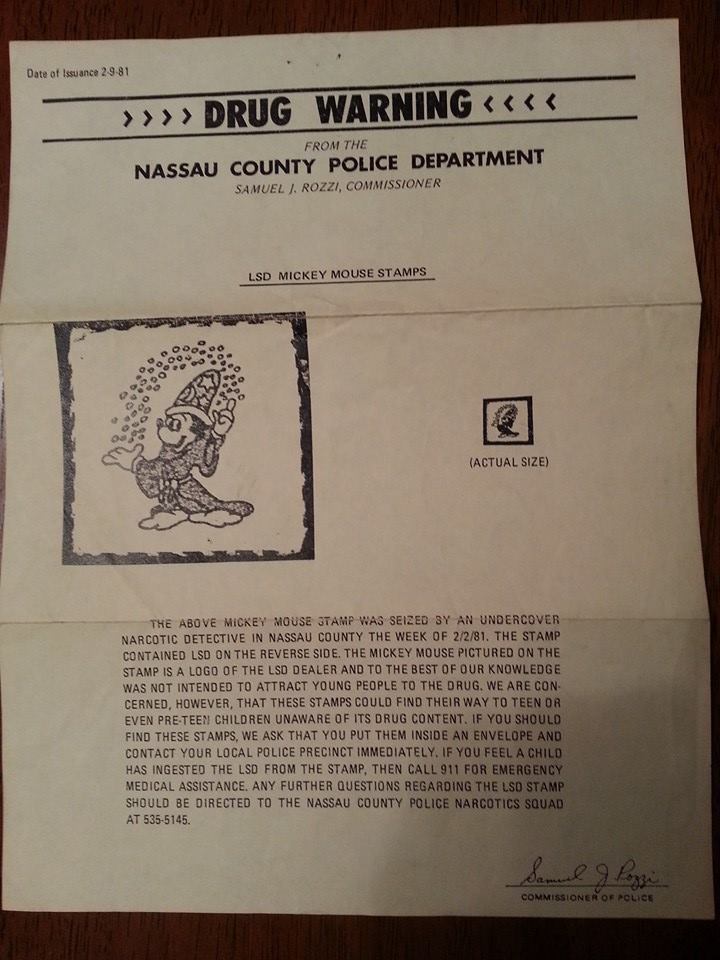 Date of Issuance 2-9-81
>>>> DRUG WARNING <<<<
FROM THE
NASSAU COUNTY POLICE DEPARTMENT
SAMUEL J. ROZZI, COMMISSIONER
LSD MICKEY MOUSE STAMPS
(ACTUAL SIZE)
THE ABOVE MICKEY MOUSE STAMP WAS SEIZED BY AN UNDERCOVER
NARCOTIC DETECTIVE IN NASSAU COUNTY THE WEEK OF 2/2/81. THE STAMP
CONTAINED LSD ON THE REVERSE SIDE. THE MICKEY MOUSE PICTURED ON THE
STAMP IS A LOGO OF THE LSD DEALER AND TO THE BEST OF OUR KNOWLEDGE
WAS NOT INTENDED TO ATTRACT YOUNG PEOPLE TO THE DRUG. WE ARE CON-
CERNED, HOWEVER, THAT THESE STAMPS COULD FIND THEIR WAY TO TEEN OR
EVEN PRE-TEEN CHILDREN UNAWARE OF ITS DRUG CONTENT. IF YOU SHOULD
FIND THESE STAMPS, WE ASK THAT YOU PUT THEM INSIDE AN ENVELOPE AND
CONTACT YOUR LOCAL POLICE PRECINCT IMMEDIATELY. IF YOU FEEL A CHILD
HAS INGESTED THE LSD FROM THE STAMP, THEN CALL 911 FOR EMERGENCY
MEDICAL ASSISTANCE. ANY FURTHER QUESTIONS REGARDING THE LSD STAMP
SHOULD BE DIRECTED TO THE NASSAU COUNTY POLICE NARCOTICS SQUAD
AT 535-5145.
Samuel J Rozzi
COMMISSIONER OF POLICE